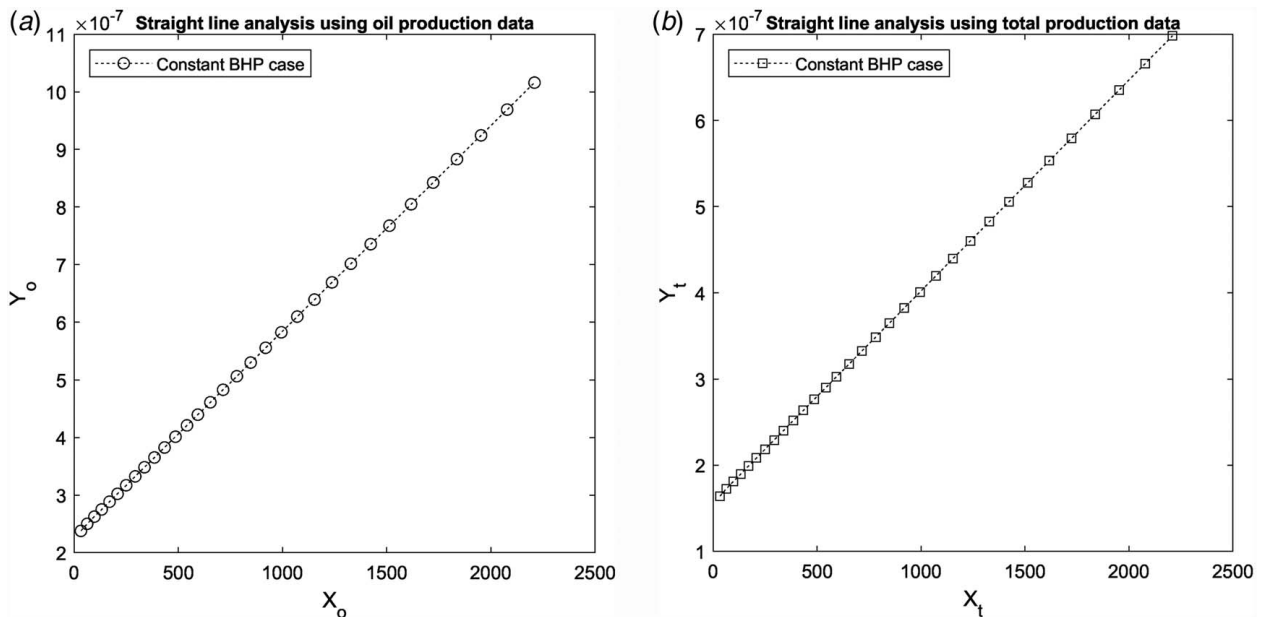 (a)
×10⁻⁷
Straight line analysis using oil production data
Constant BHP case
11
10
9
8
7
6
5
4
3
2
Y_o
0 500 1000 1500 2000 2500
X_o
(b)
×10⁻⁷
Straight line analysis using total production data
Constant BHP case
7
6
5
4
3
2
1
Y_t
0 500 1000 1500 2000 2500
X_t